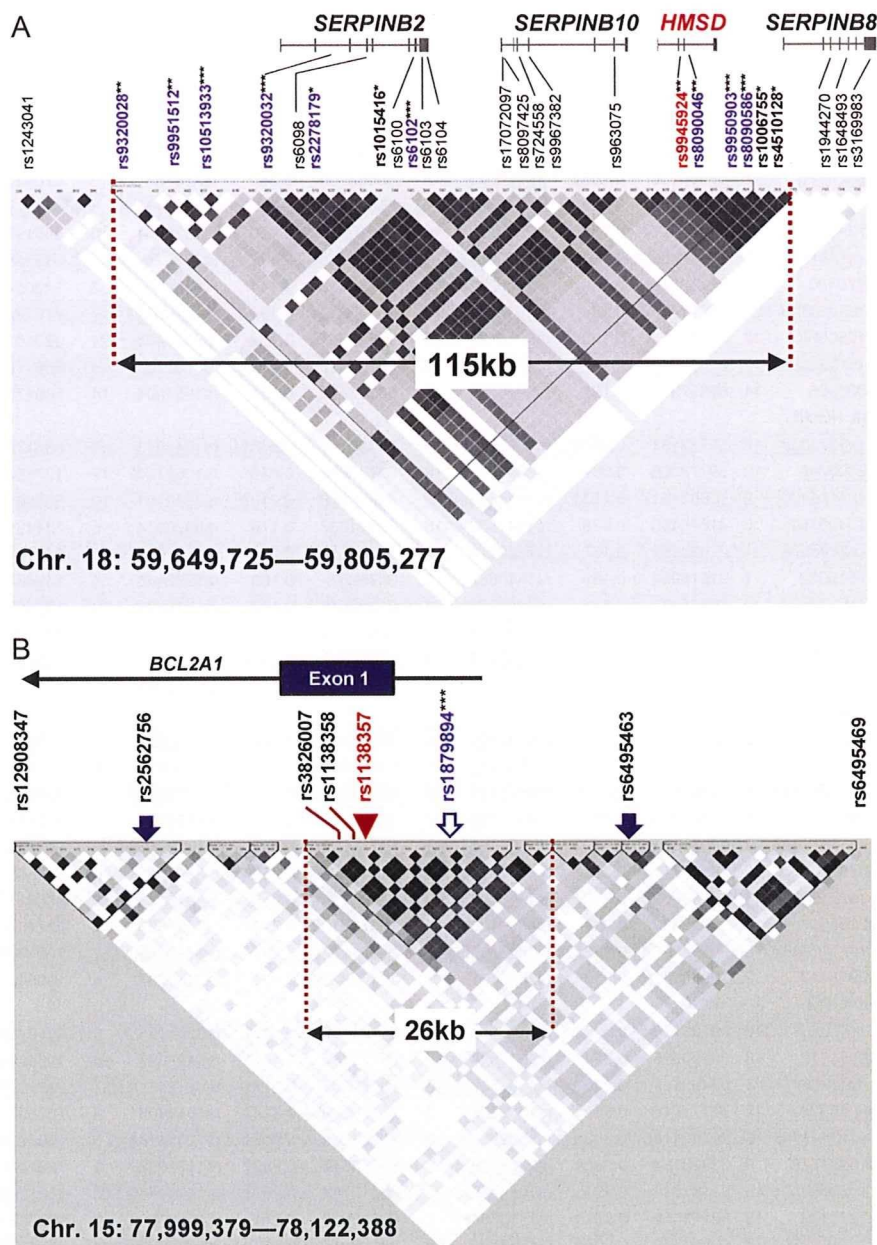 A
SERPINB2 SERPINB10 HMSD SERPINB8
rs1243041
rs9320028**
rs9951512**
rs10513933***
rs9320032***
rs6098
rs2278179*
rs1015416*
rs6100
rs6102***
rs6103
rs6104
rs17072097
rs8097425
rs724558
rs9967382
rs963075
rs9945924**
rs8090046**
rs9950903***
rs8090586***
rs1006755*
rs4510128*
rs1944270
rs1648493
rs3169983
115kb
Chr. 18: 59,649,725—59,805,277
B
BCL2A1
Exon 1
rs12908347
rs2562756
rs3826007
rs1138358
rs1138357
rs1879894***
rs6495463
rs6495469
26kb
Chr. 15: 77,999,379—78,122,388